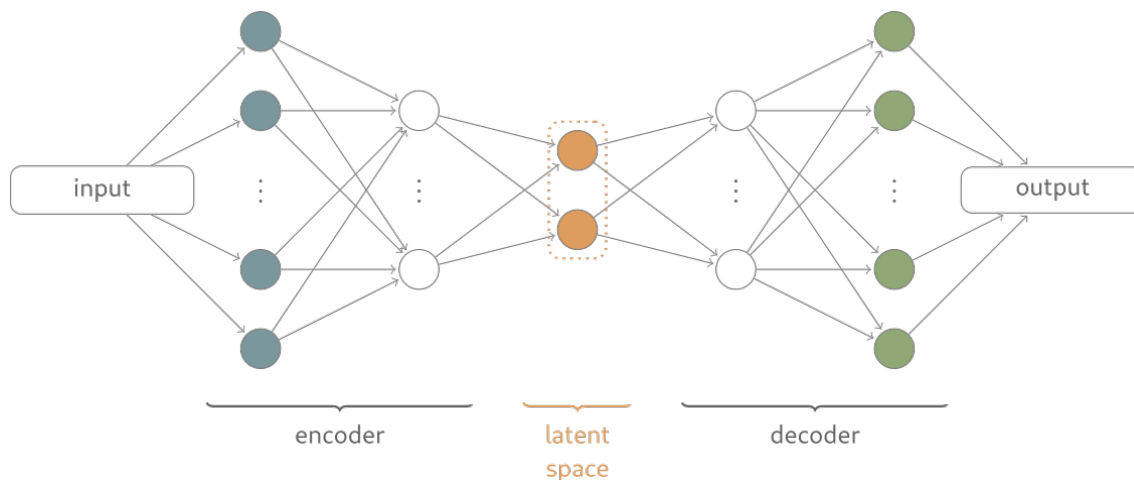 input
output
encoder
latent
space
decoder